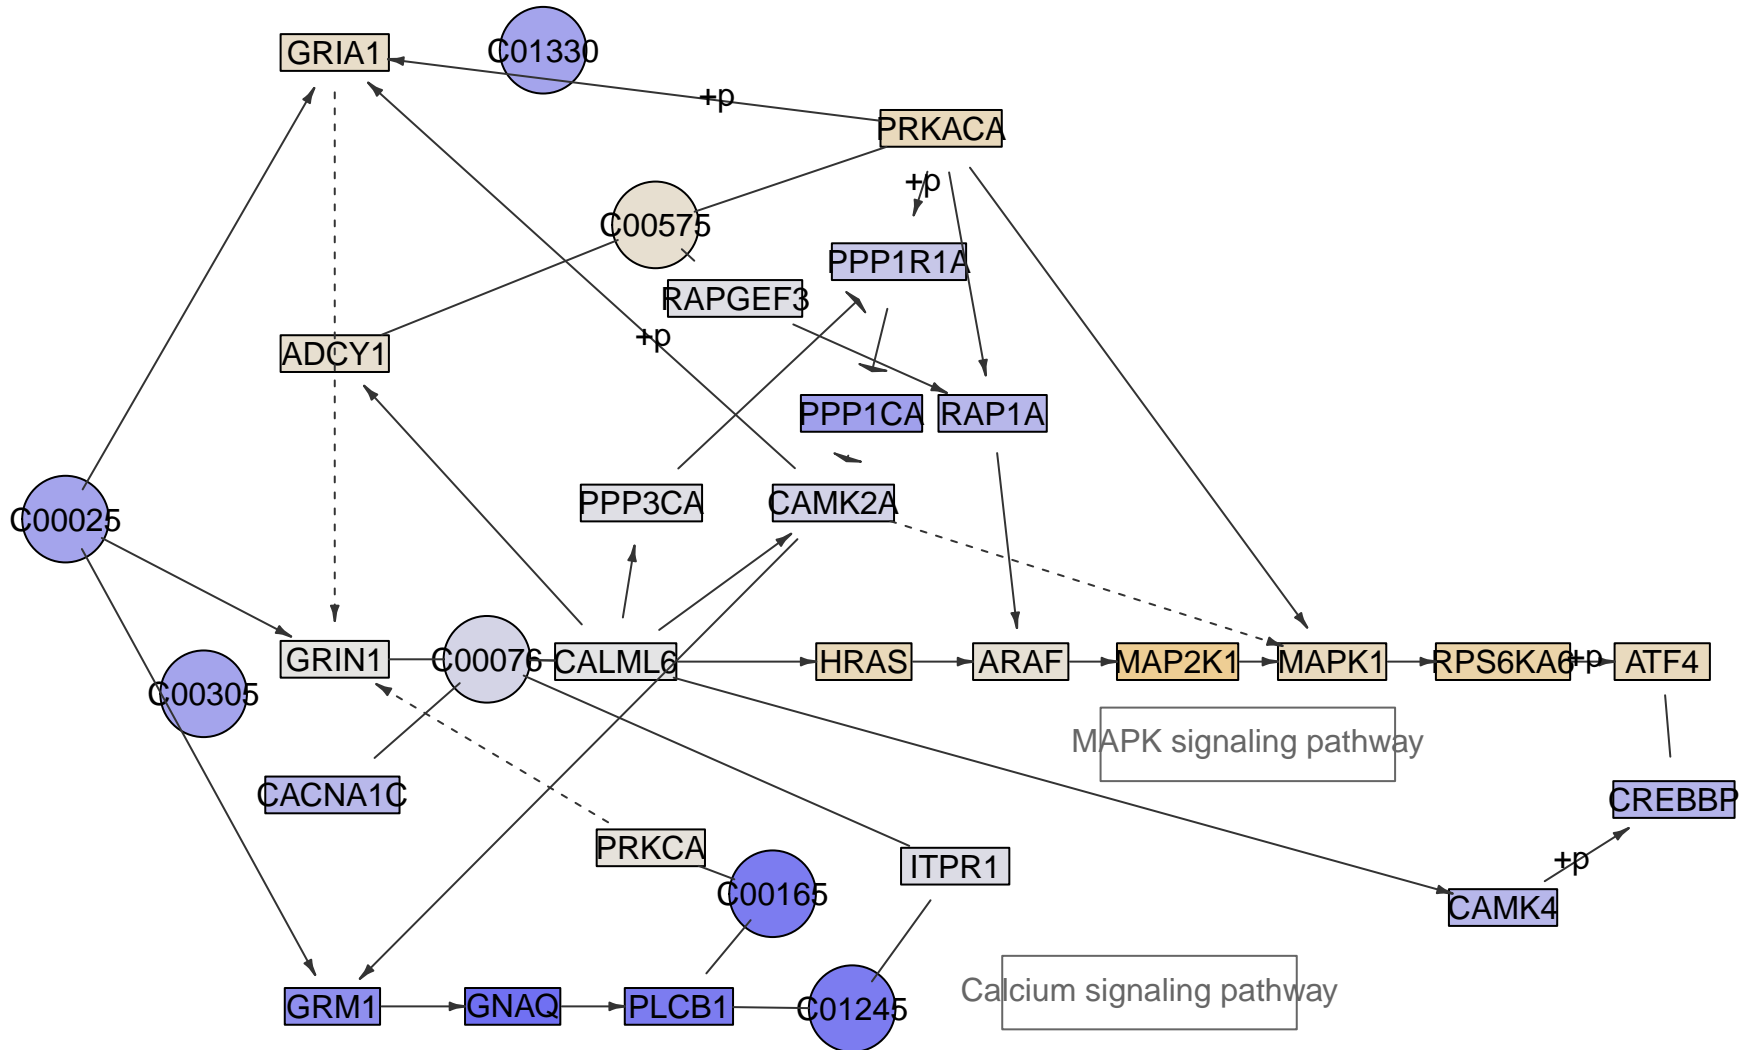 C01330
GRIA1
+p
PRKACA
+p
C00575
PPP1R1A
RAPGEF3
+p
ADCY1
PPP1CA
RAP1A
PPP3CA
CAMK2A
C00025
GRIN1
C00076
CALML6
HRAS
ARAF
MAP2K1
MAPK1
RPS6KA6
+p
ATF4
C00305
MAPK signaling pathway
CACNA1C
CREBBP
PRKCA
ITPR1
+p
C00165
CAMK4
Calcium signaling pathway
GRM1
GNAQ
PLCB1
C01245